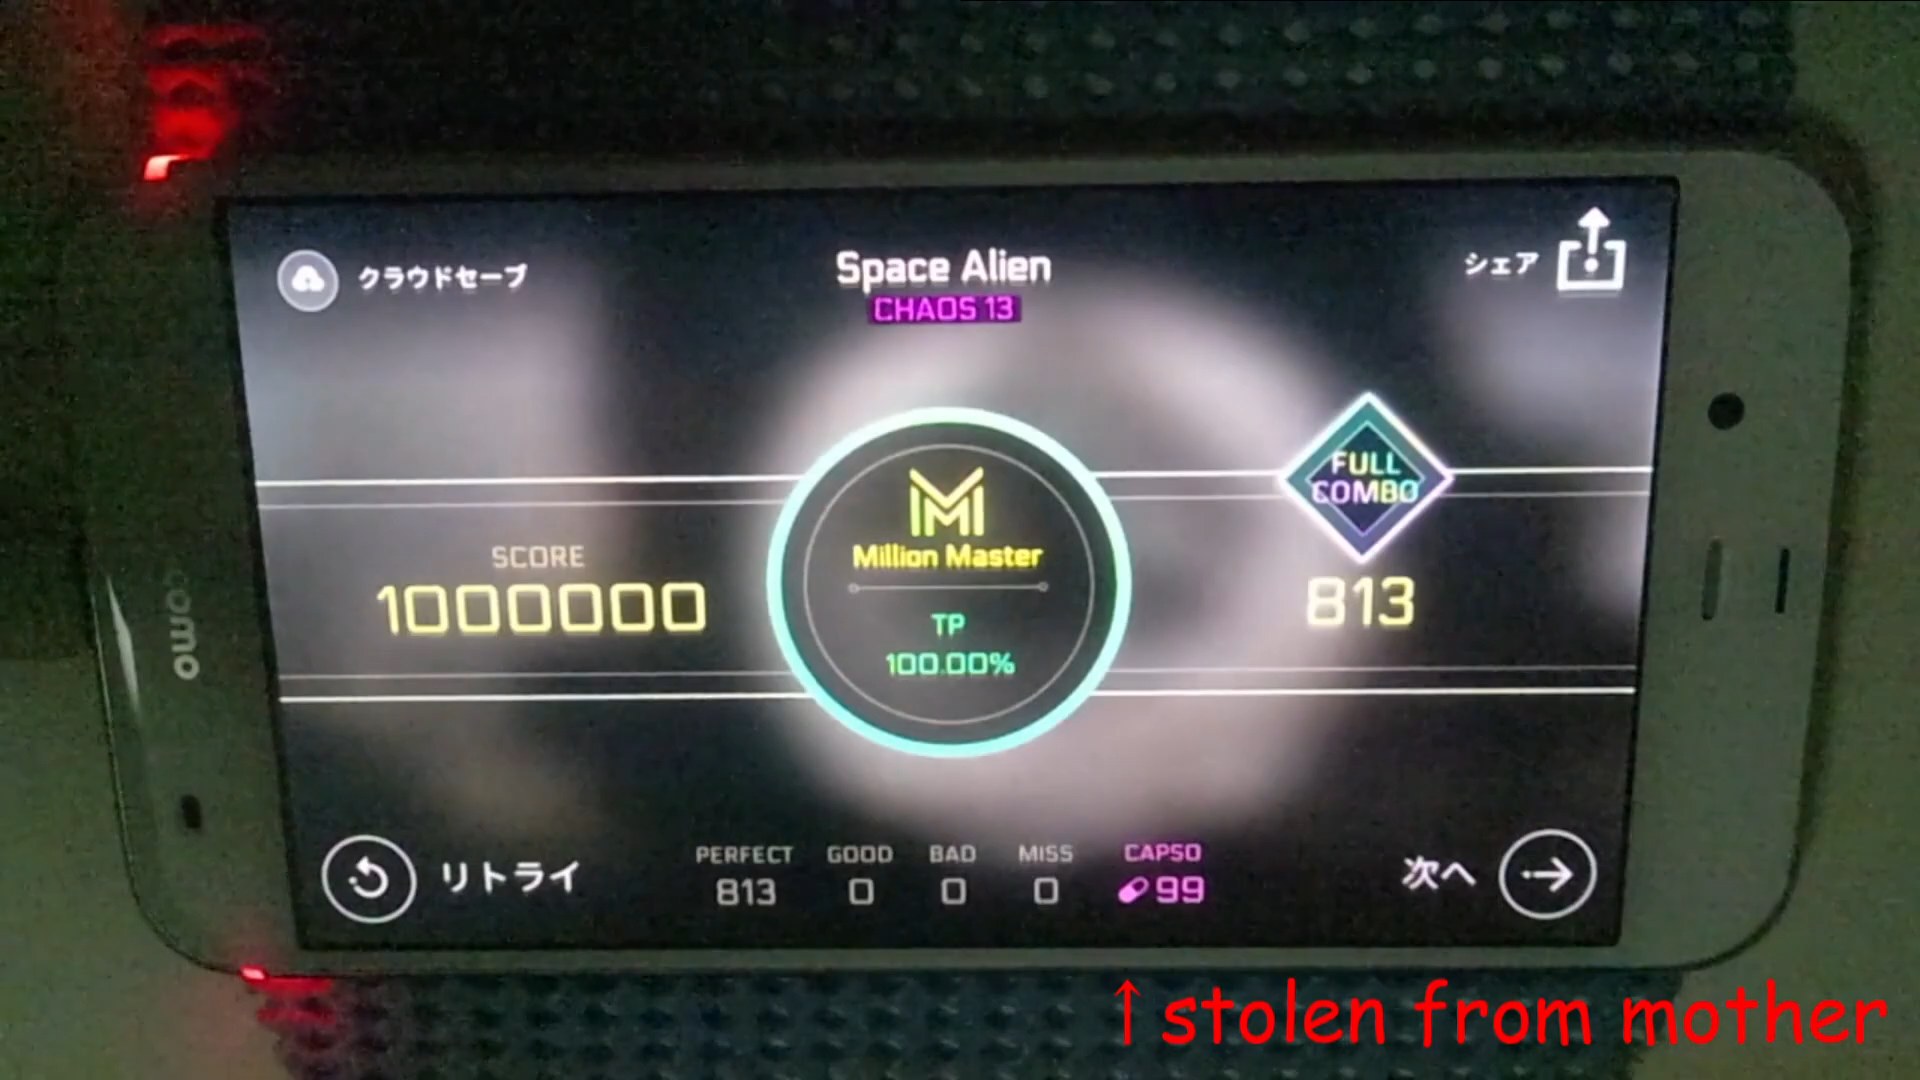 クラウドセーブ
Space Alien
CHAOS 13
シェア
FULL
COMBO
SCORE
1000000
Million Master
TP
100.00%
813
リトライ
PERFECT
813
GOOD
0
BAD
0
MISS
0
CAPSO
99
次へ
↑stolen from mother